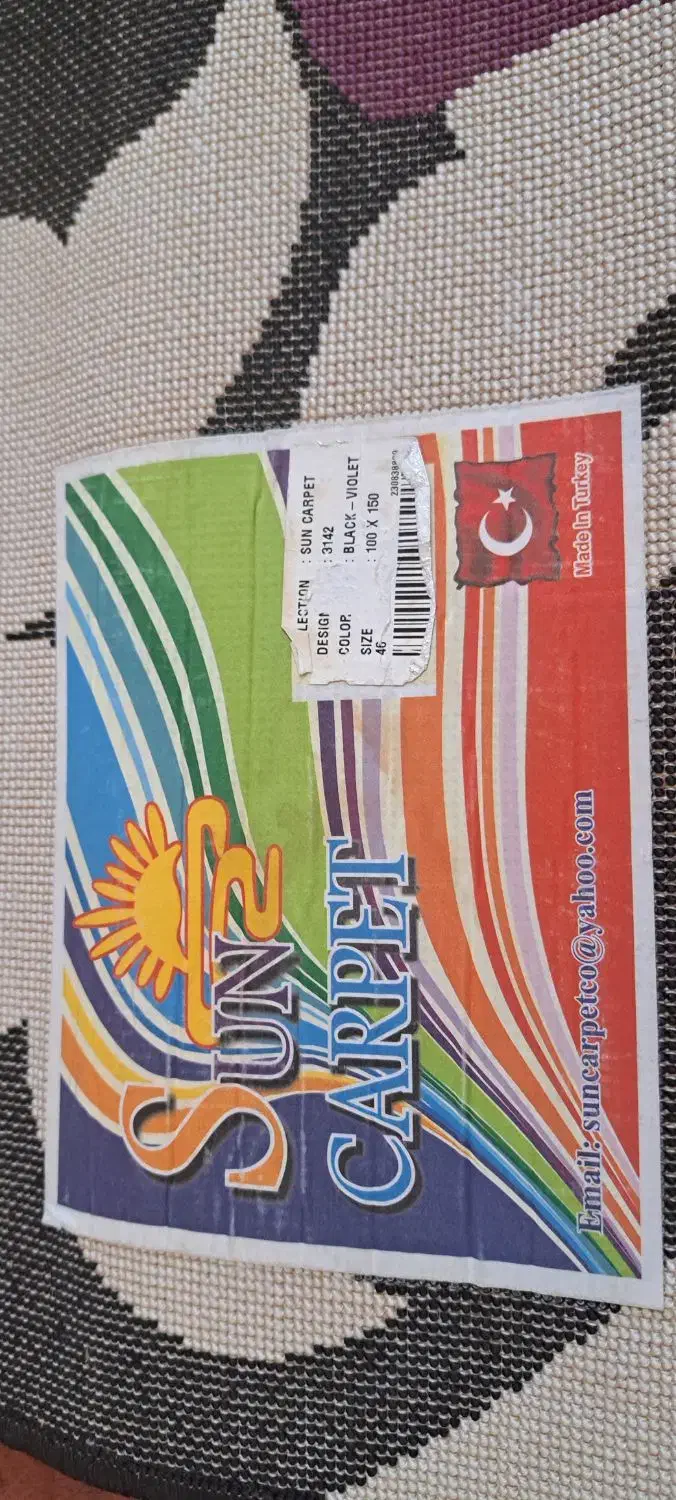 SUN
CARPET
LECTION : SUN CARPET
DESIGN : 3142
COLOR : BLACK - VIOLET
SIZE : 100 X 150
46
Made In Turkey
Email: suncarpetco@yahoo.com